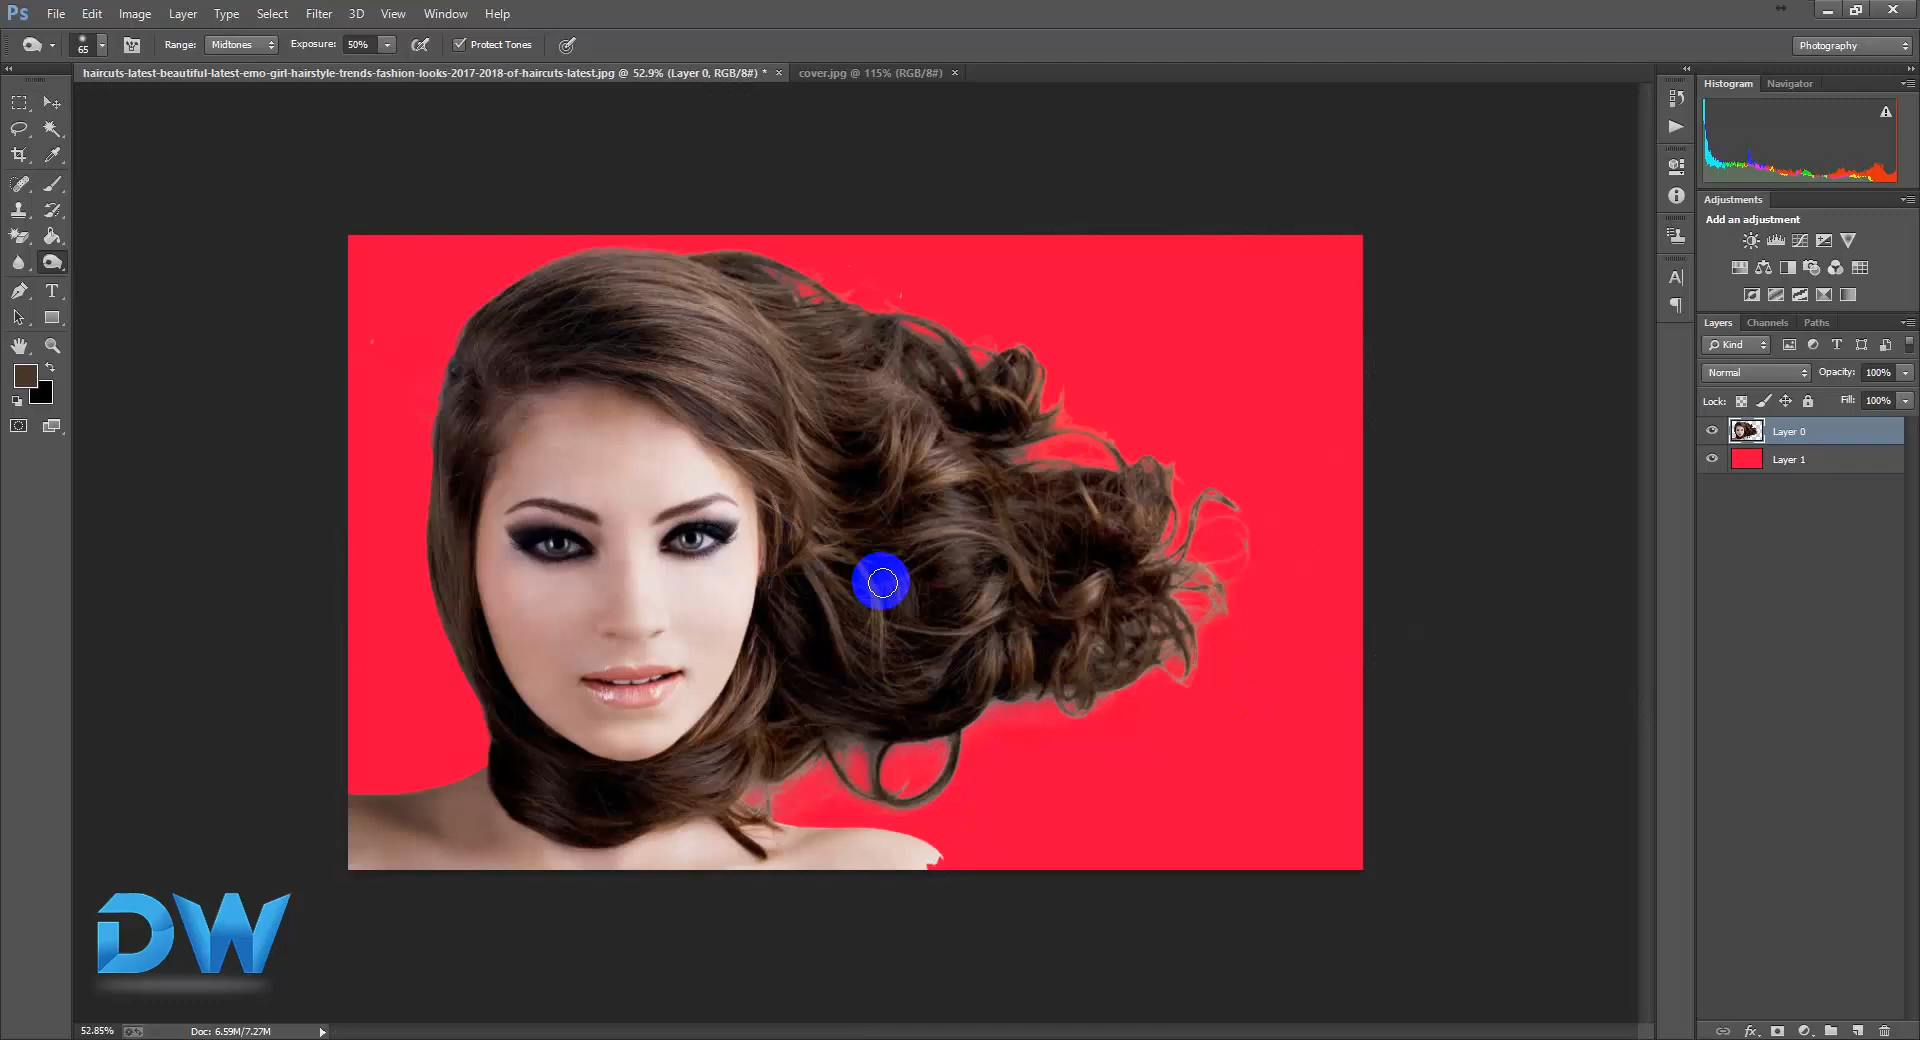 Ps File Edit Image Layer Type Select Filter 3D View Window Help
65 Range: Midtones Exposure: 50% Protect Tones Photography
haircuts-latest-beautiful-latest-emo-girl-hairstyle-trends-fashion-looks-2017-2018-of-haircuts-latest.jpg @ 52.9% (Layer 0, RGB/8#) * × cover.jpg @ 115% (RGB/8#) ×
Histogram Navigator
Adjustments
Add an adjustment
Layers Channels Paths
Kind
Normal Opacity: 100%
Lock: Fill: 100%
Layer 0
Layer 1
DW
52.85% Doc: 6.59M/7.27M